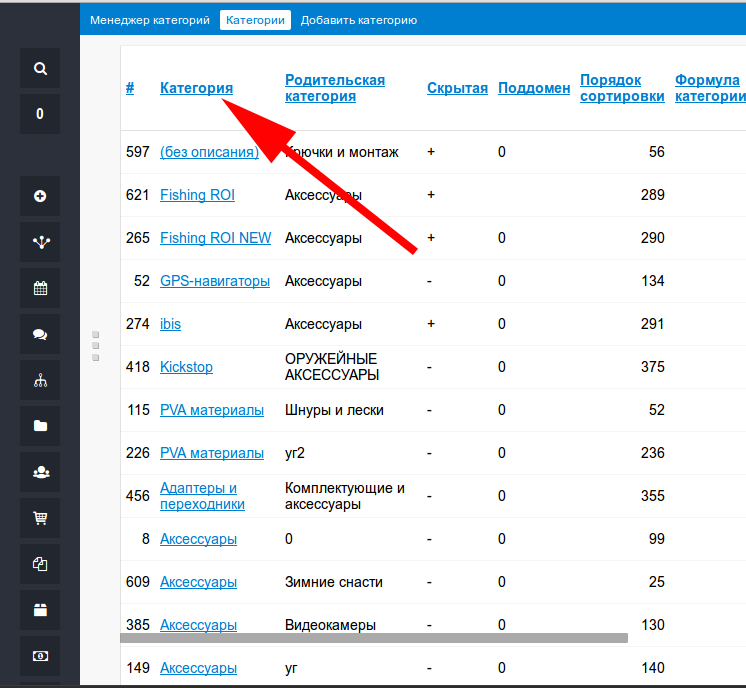 Менеджер категорий Категории Добавить категорию
0
# Категория Родительская категория Скрытая Поддомен Порядок сортировки Формула категории
597 (без описания) Крючки и монтаж + 0 56
621 Fishing ROI Аксессуары + 289
265 Fishing ROI NEW Аксессуары + 0 290
52 GPS-навигаторы Аксессуары - 0 134
274 ibis Аксессуары + 0 291
418 Kickstop ОРУЖЕЙНЫЕ АКСЕССУАРЫ - 0 375
115 PVA материалы Шнуры и лески - 0 52
226 PVA материалы уг2 - 0 236
456 Адаптеры и переходники Комплектующие и аксессуары - 0 355
8 Аксессуары 0 - 0 99
609 Аксессуары Зимние снасти - 0 25
385 Аксессуары Видеокамеры - 0 130
149 Аксессуары уг - 0 140